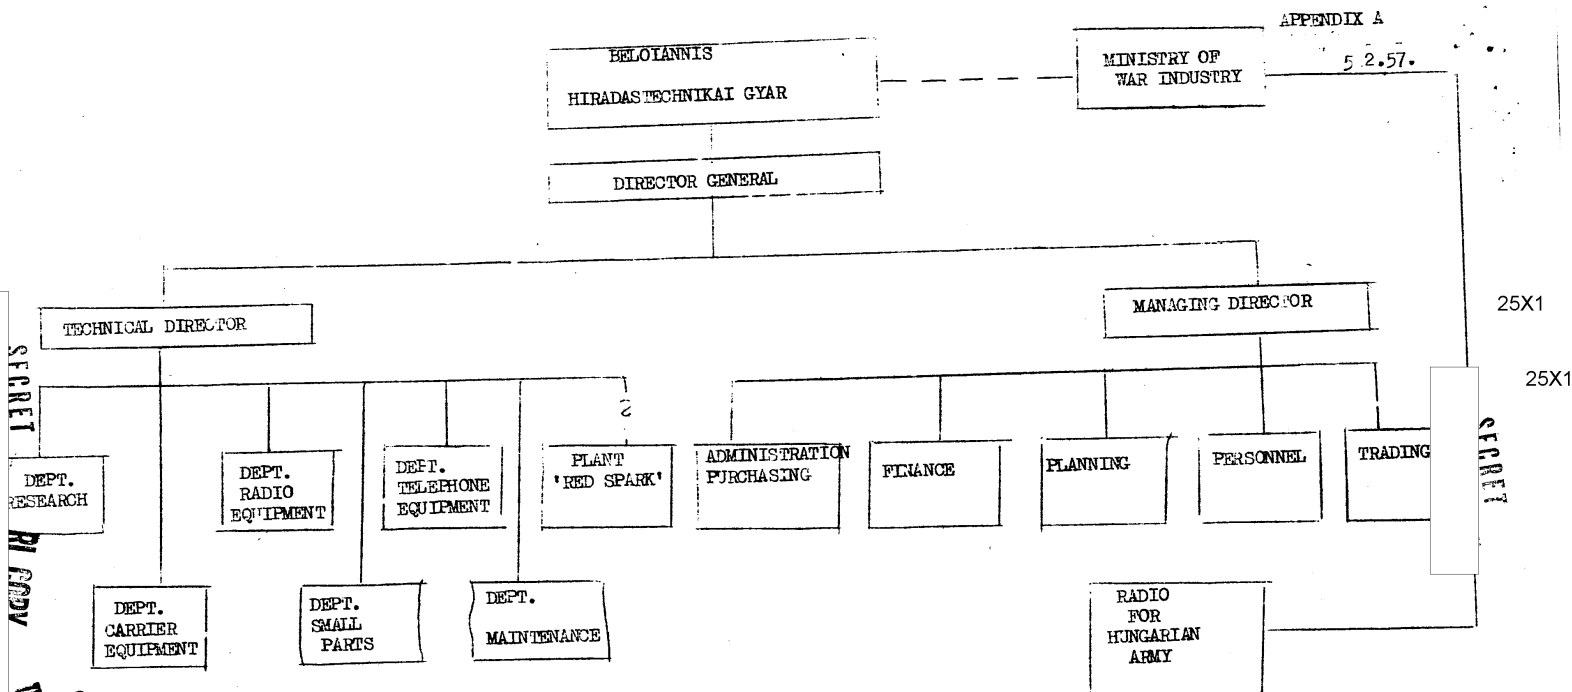 APPENDIX A
5.2.57.
BELOIANNIS
HIRADASTECHNIKAI GYAR
MINISTRY OF
WAR INDUSTRY
DIRECTOR GENERAL
TECHNICAL DIRECTOR
MANAGING DIRECTOR
25X1
25X1
SECRET
SECRET
DEPT.
RESEARCH
DEPT.
RADIO
EQUIPMENT
DEPT.
TELEPHONE
EQUIPMENT
PLANT
'RED SPARK'
ADMINISTRATION
PURCHASING
FINANCE
PLANNING
PERSONNEL
TRADING
RI COPY
DEPT.
CARRIER
EQUIPMENT
DEPT.
SMALL
PARTS
DEPT.
MAINTENANCE
RADIO
FOR
HUNGARIAN
ARMY